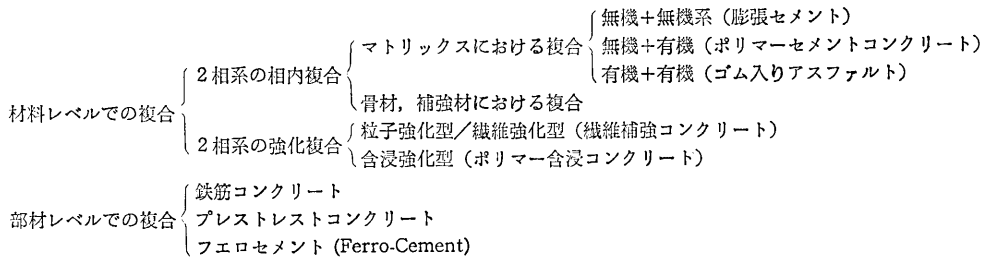 無機+無機系(膨張セメント)
マトリックスにおける複合
無機+有機(ポリマーセメントコンクリート)
2相系の相内複合
有機+有機(ゴム入りアスファルト)
骨材,補強材における複合
材料レベルでの複合
粒子強化型/繊維強化型(繊維補強コンクリート)
2相系の強化複合
含浸強化型(ポリマー含浸コンクリート)
鉄筋コンクリート
部材レベルでの複合
プレストレストコンクリート
フエロセメント (Ferro-Cement)